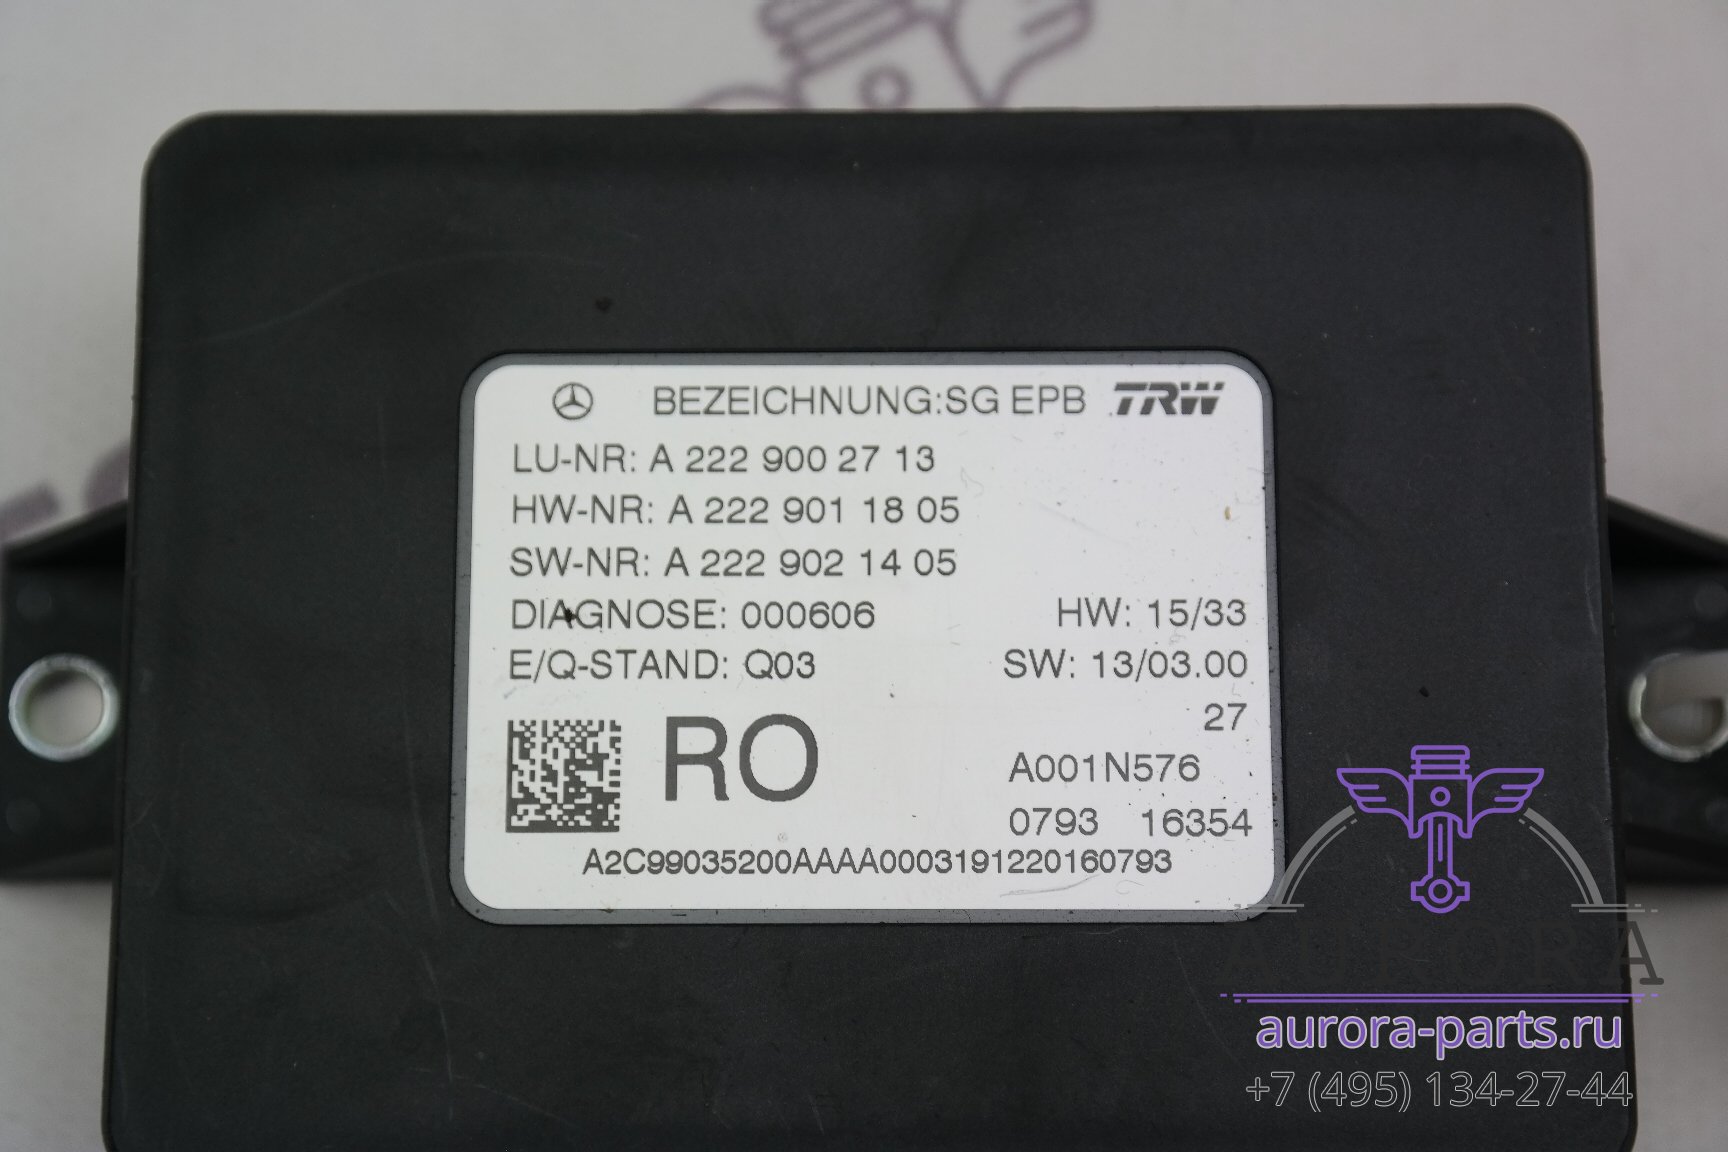 BEZEICHNUNG:SG EPB TRW
LU-NR: A 222 900 27 13
HW-NR: A 222 901 18 05
SW-NR: A 222 902 14 05
DIAGNOSE: 000606 HW: 15/33
E/Q-STAND: Q03 SW: 13/03.00
27
RO A001N576
0793 16354
A2C99035200AAAA0003191220160793
AURORA
aurora-parts.ru
+7 (495) 134-27-44